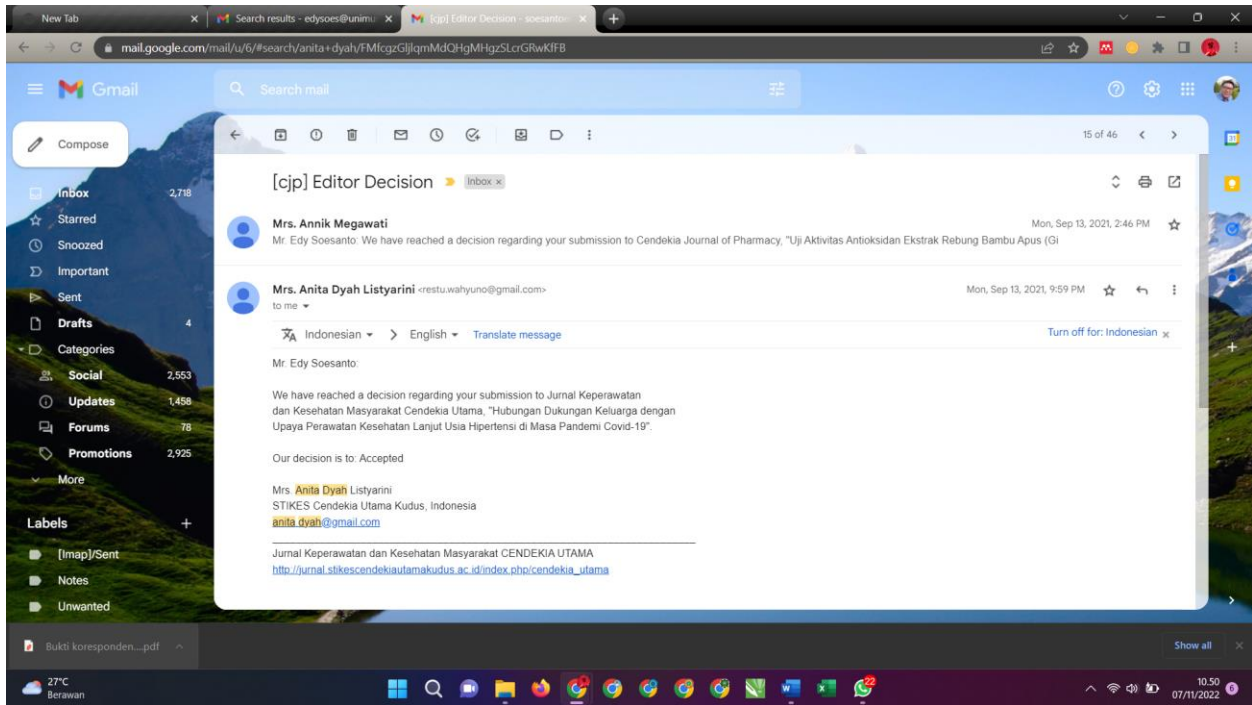 New Tab
Search results - edysoes@unimu
[cjp] Editor Decision - soesanto
mail.google.com/mail/u/6/#search/anita+dyah/FMfcgzGljlqmMdQHgMHgzSLcrGRwKfFB
Gmail
Search mail
Compose
15 of 46
Inbox 2,718
Starred
Snoozed
Important
Sent
Drafts 4
Categories
Social 2,553
Updates 1,458
Forums 78
Promotions 2,925
More
Labels
[Imap]/Sent
Notes
Unwanted
[cjp] Editor Decision Inbox
Mrs. Annik Megawati Mon, Sep 13, 2021, 2:46 PM
Mr. Edy Soesanto: We have reached a decision regarding your submission to Cendekia Journal of Pharmacy, "Uji Aktivitas Antioksidan Ekstrak Rebung Bambu Apus (Gi
Mrs. Anita Dyah Listyarini <restu.wahyuno@gmail.com> Mon, Sep 13, 2021, 9:59 PM
to me
Indonesian > English Translate message Turn off for: Indonesian
Mr. Edy Soesanto:
We have reached a decision regarding your submission to Jurnal Keperawatan
dan Kesehatan Masyarakat Cendekia Utama, "Hubungan Dukungan Keluarga dengan
Upaya Perawatan Kesehatan Lanjut Usia Hipertensi di Masa Pandemi Covid-19".
Our decision is to: Accepted
Mrs. Anita Dyah Listyarini
STIKES Cendekia Utama Kudus, Indonesia
anita.dyah@gmail.com
Jurnal Keperawatan dan Kesehatan Masyarakat CENDEKIA UTAMA
http://jurnal.stikescendekiautamakudus.ac.id/index.php/cendekia_utama
Bukti koresponden....pdf
Show all
27°C
Berawan
22
10.50
07/11/2022
6